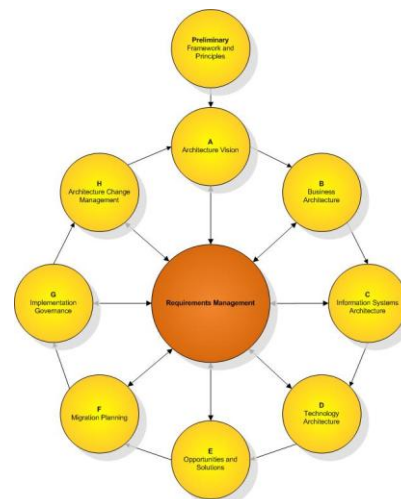 Preliminary
Framework and
Principles
A
Architecture Vision
H
Architecture Change
Management
B
Business
Architecture
G
Implementation
Governance
Requirements Management
C
Information Systems
Architecture
F
Migration Planning
D
Technology
Architecture
E
Opportunities and
Solutions